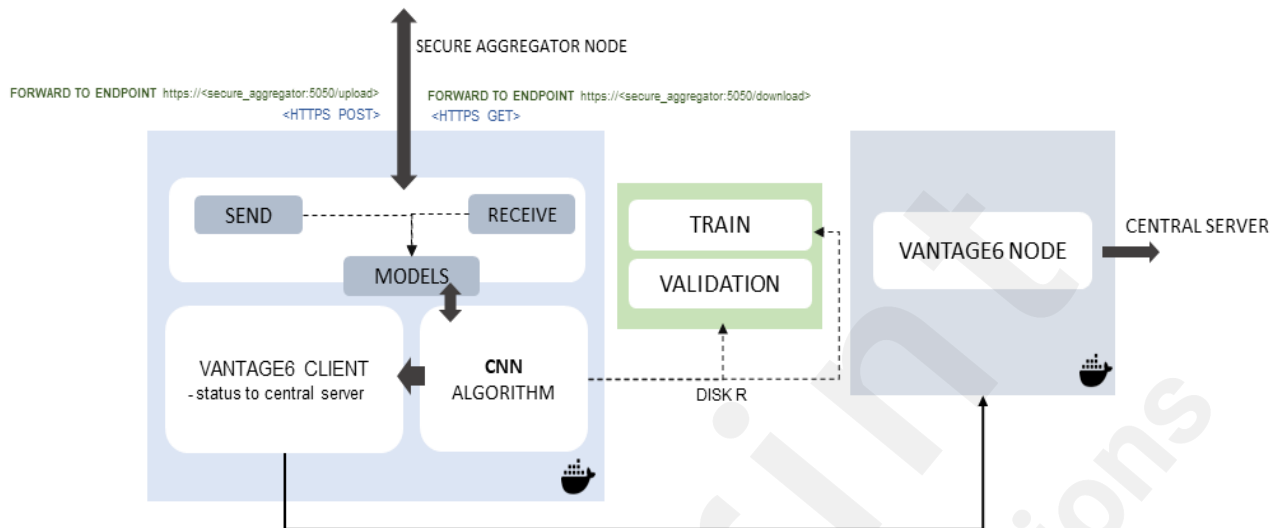 SECURE AGGREGATOR NODE
FORWARD TO ENDPOINT https://<secure_aggregator:5050/upload>
<HTTPS POST>
FORWARD TO ENDPOINT https://<secure_aggregator:5050/download>
<HTTPS GET>
SEND
RECEIVE
MODELS
TRAIN
VALIDATION
VANTAGE6 NODE
CENTRAL SERVER
VANTAGE6 CLIENT
- status to central server
CNN
ALGORITHM
DISK R